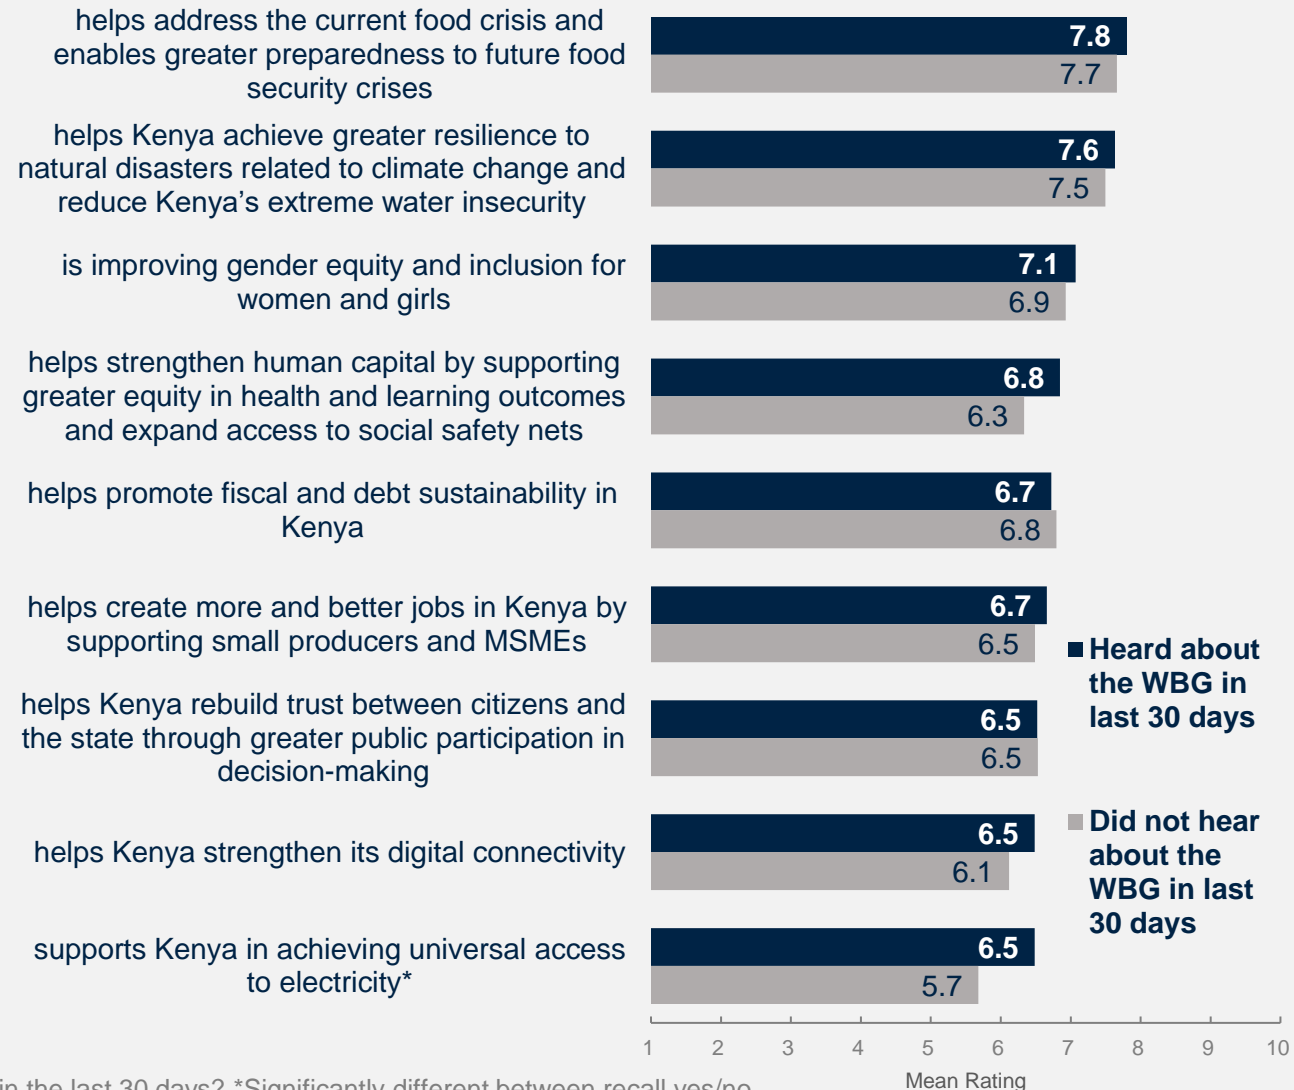 helps address the current food crisis and
enables greater preparedness to future food
security crises
7.8
7.7
helps Kenya achieve greater resilience to
natural disasters related to climate change and
reduce Kenya’s extreme water insecurity
7.6
7.5
is improving gender equity and inclusion for
women and girls
7.1
6.9
helps strengthen human capital by supporting
greater equity in health and learning outcomes
and expand access to social safety nets
6.8
6.3
helps promote fiscal and debt sustainability in
Kenya
6.7
6.8
helps create more and better jobs in Kenya by
supporting small producers and MSMEs
6.7
6.5
helps Kenya rebuild trust between citizens and
the state through greater public participation in
decision-making
6.5
6.5
helps Kenya strengthen its digital connectivity
6.5
6.1
supports Kenya in achieving universal access
to electricity*
6.5
5.7
Heard about
the WBG in
last 30 days
Did not hear
about the
WBG in last
30 days
1 2 3 4 5 6 7 8 9 10
Mean Rating
in the last 30 days? *Significantly different between recall yes/no